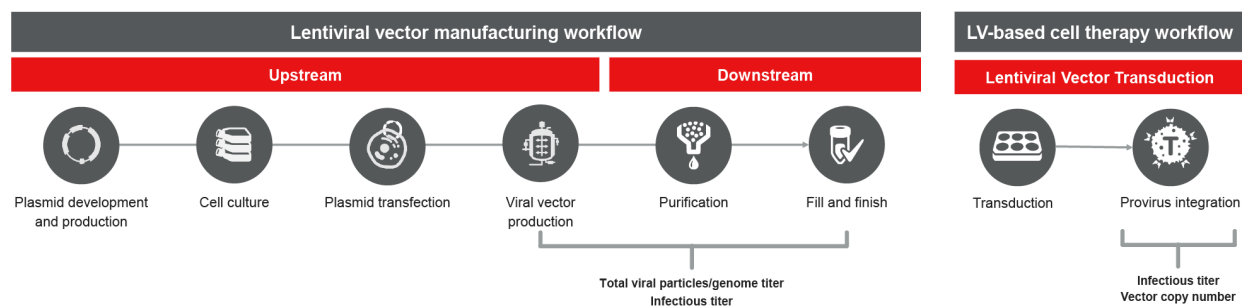 Lentiviral vector manufacturing workflow
LV-based cell therapy workflow
Upstream
Downstream
Lentiviral Vector Transduction
Plasmid development
and production
Cell culture
Plasmid transfection
Viral vector
production
Purification
Fill and finish
T
Transduction
Provirus integration
Total viral particles/genome titer
Infectious titer
Infectious titer
Vector copy number